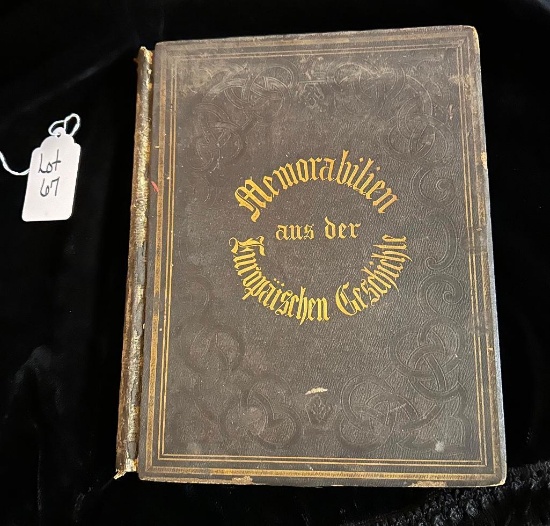 Lot
67
Memorabilien
aus der
Europäischen Geschichte